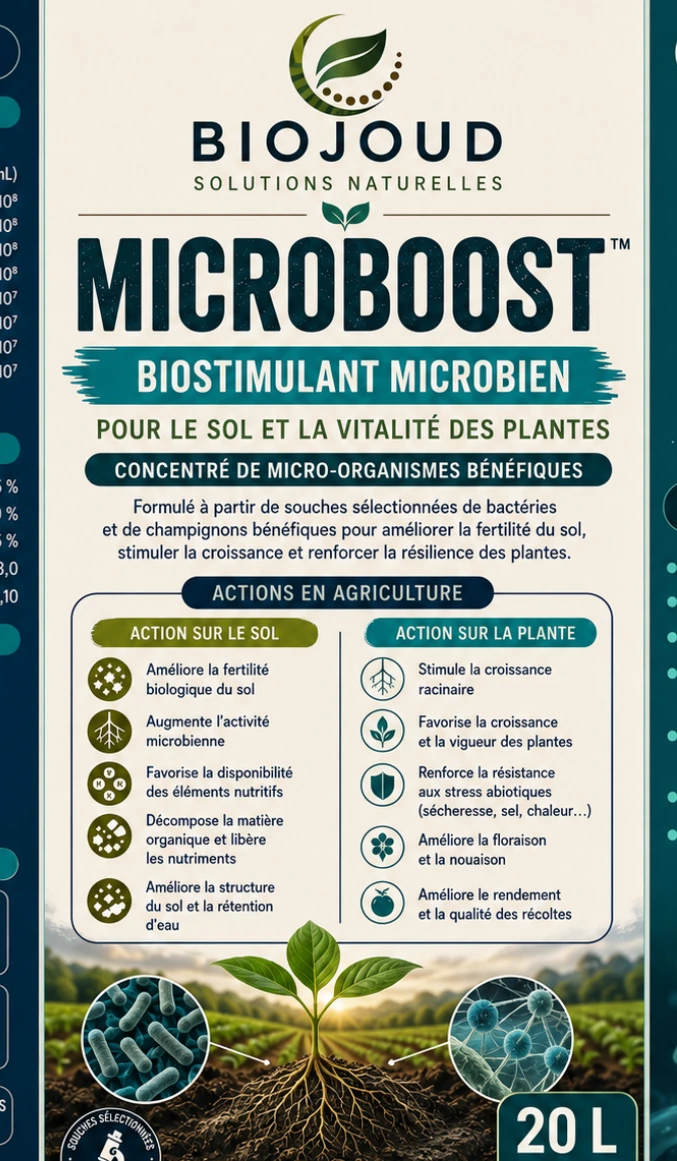 BIOJOUD
SOLUTIONS NATURELLES
MICROBOOST™
BIOSTIMULANT MICROBIEN
POUR LE SOL ET LA VITALITÉ DES PLANTES
CONCENTRÉ DE MICRO-ORGANISMES BÉNÉFIQUES
Formulé à partir de souches sélectionnées de bactéries
et de champignons bénéfiques pour améliorer la fertilité du sol,
stimuler la croissance et renforcer la résilience des plantes.
ACTIONS EN AGRICULTURE
ACTION SUR LE SOL
Améliore la fertilité
biologique du sol
Augmente l'activité
microbienne
Favorise la disponibilité
des éléments nutritifs
Décompose la matière
organique et libère
les nutriments
Améliore la structure
du sol et la rétention
d'eau
ACTION SUR LA PLANTE
Stimule la croissance
racinaire
Favorise la croissance
et la vigueur des plantes
Renforce la résistance
aux stress abiotiques
(sécheresse, sel, chaleur...)
Améliore la floraison
et la nouaison
Améliore le rendement
et la qualité des récoltes
SOUCHES SÉLECTIONNÉES
20 L